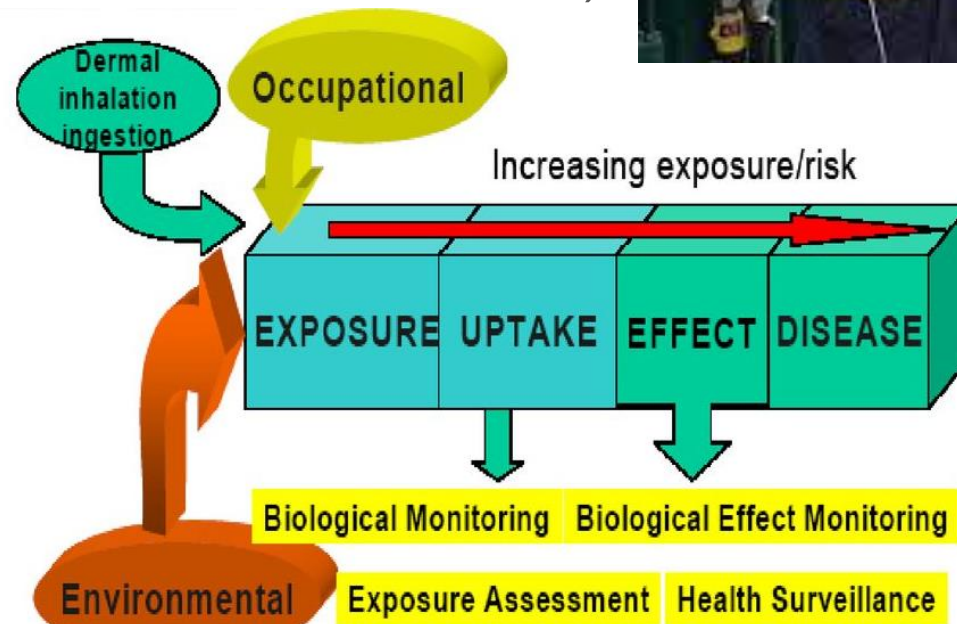 Dermal
inhalation
ingestion
Occupational
Increasing exposure/risk
EXPOSURE
UPTAKE
EFFECT
DISEASE
Biological Monitoring
Biological Effect Monitoring
Environmental
Exposure Assessment
Health Surveillance